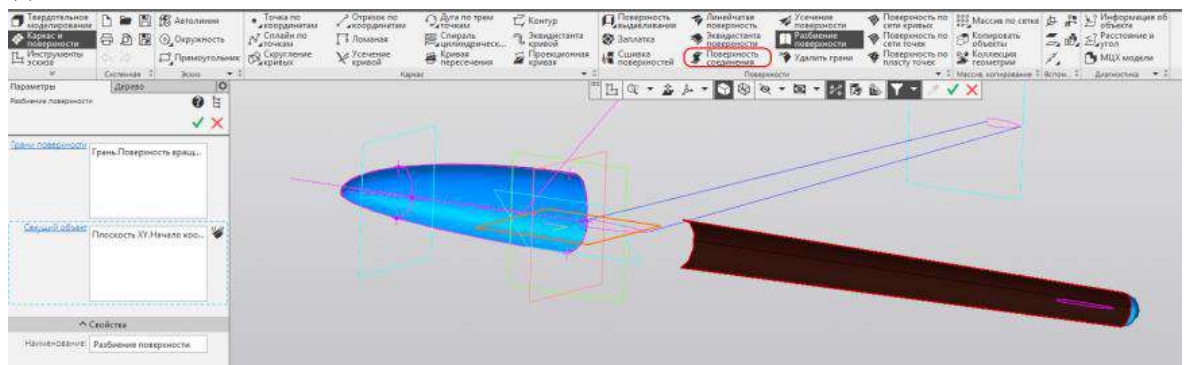 Твердотельное моделирование
Каркас и поверхности
Инструменты эскиза
Системная
Автолиния
Окружность
Прямоугольник
Эскиз
Точка по координатам
Сплайн по точкам
Скругление кривых
Отрезок по координатам
Ломаная
Усечение кривой
Дуга по трем точкам
Спираль цилиндрическ...
Кривая пересечения
Контур
Эквидистанта кривой
Проекционная кривая
Каркас
Поверхность выдавливания
Заплатка
Сшивка поверхностей
Линейчатая поверхность
Эквидистанта поверхности
Поверхность соединения
Усечение поверхности
Разбиение поверхности
Удалить грани
Поверхность по сети кривых
Поверхность по сети точек
Поверхность по пласту точек
Поверхности
Массив по сетке
Копировать объекты
Коллекция геометрии
Массив, копирование
Вспом...
Информация об объекте
Расстояние и угол
МЦХ модели
Диагностика
Параметры
Дерево
Разбиение поверхности
Грани поверхности
Грань.Поверхность вращ...
Секущий объект
Плоскость XY.Начало коо...
Свойства
Наименование:
Разбиение поверхности